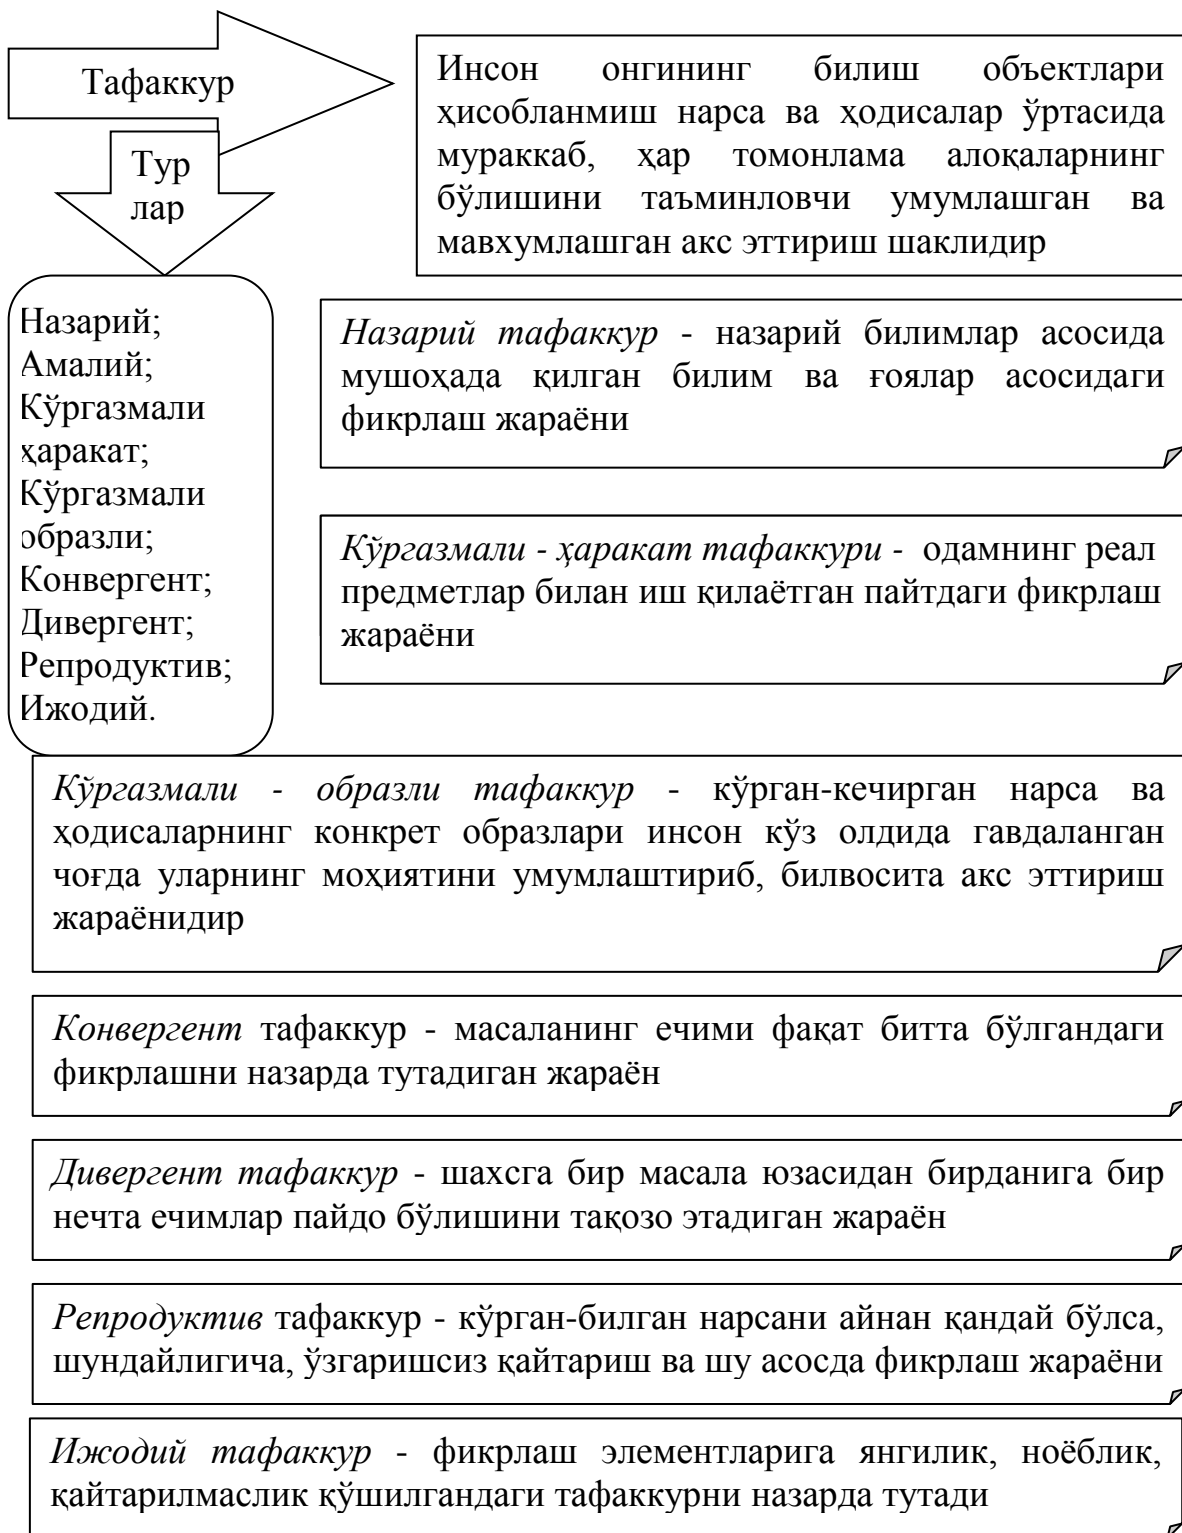 Тафаккур
Инсон онгининг билиш объектлари
ҳисобланмиш нарса ва ҳодисалар ўртасида
мураккаб, ҳар томонлама алоқаларнинг
бўлишини таъминловчи умумлашган ва
мавхумлашган акс эттириш шаклидир
Тур
лар
Назарий;
Амалий;
Кўргазмали
ҳаракат;
Кўргазмали
образли;
Конвергент;
Дивергент;
Репродуктив;
Ижодий.
Назарий тафаккур - назарий билимлар асосида
мушоҳада қилган билим ва ғоялар асосидаги
фикрлаш жараёни
Кўргазмали - ҳаракат тафаккури - одамнинг реал
предметлар билан иш қилаётган пайтдаги фикрлаш
жараёни
Кўргазмали - образли тафаккур - кўрган-кечирган нарса ва
ҳодисаларнинг конкрет образлари инсон кўз олдида гавдаланган
чоғда уларнинг моҳиятини умумлаштириб, билвосита акс эттириш
жараёнидир
Конвергент тафаккур - масаланинг ечими фақат битта бўлгандаги
фикрлашни назарда тутадиган жараён
Дивергент тафаккур - шахсга бир масала юзасидан бирданига бир
нечта ечимлар пайдо бўлишини тақозо этадиган жараён
Репродуктив тафаккур - кўрган-билган нарсани айнан қандай бўлса,
шундайлигича, ўзгаришсиз қайтариш ва шу асосда фикрлаш жараёни
Ижодий тафаккур - фикрлаш элементларига янгилик, ноёблик,
қайтарилмаслик қўшилгандаги тафаккурни назарда тутади